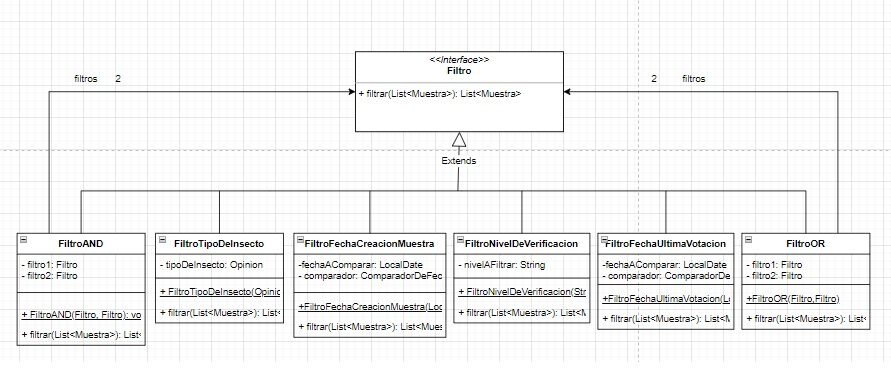 <<Interface>>
Filtro
+ filtrar(List<Muestra>): List<Muestra>
filtros 2
2 filtros
Extends
FiltroAND
- filtro1: Filtro
- filtro2: Filtro
+ FiltroAND(Filtro, Filtro): vo
+ filtrar(List<Muestra>): List<
FiltroTipoDeInsecto
- tipoDeInsecto: Opinion
+ FiltroTipoDeInsecto(Opinic
+ filtrar(List<Muestra>): List<
FiltroFechaCreacionMuestra
-fechaAComparar: LocalDate
- comparador: ComparadorDeFec
+FiltroFechaCreacionMuestra(Loc
+ filtrar(List<Muestra>): List<Mues
FiltroNivelDeVerificacion
- nivelAFiltrar: String
+ FiltroNivelDeVerificacion(Str
+ filtrar(List<Muestra>): List<M
FiltroFechaUltimaVotacion
-fechaAComparar: LocalDate
- comparador: ComparadorDe
+FiltroFechaUltimaVotacion(L
+ filtrar(List<Muestra>): List<M
FiltroOR
- filtro1: Filtro
- filtro2: Filtro
+FiltroOR(Filtro,Filtro)
+ filtrar(List<Muestra>): List<